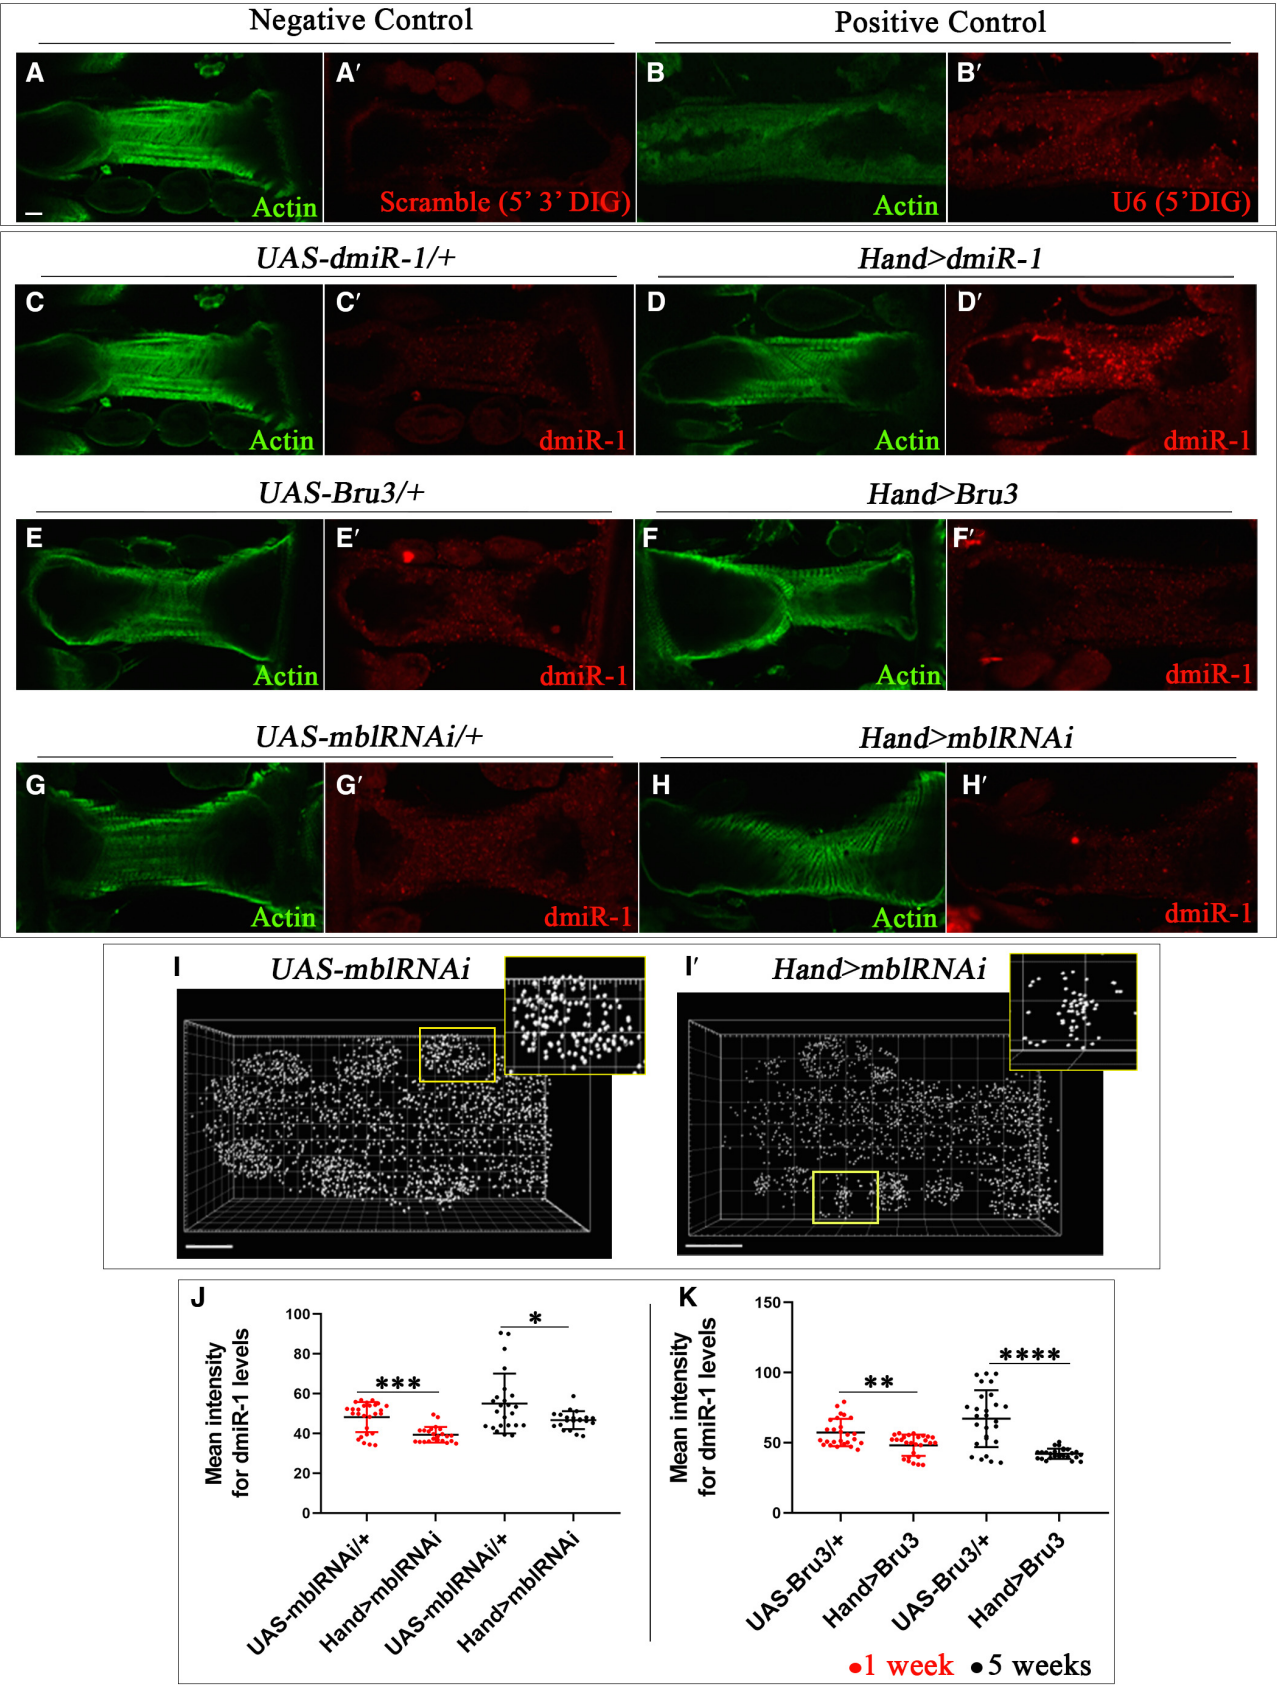 Negative Control
Positive Control
A
A′
B
B′
Actin
Scramble (5’ 3’ DIG)
Actin
U6 (5’DIG)
UAS-dmiR-1/+
Hand>dmiR-1
C
C′
D
D′
Actin
dmiR-1
Actin
dmiR-1
UAS-Bru3/+
Hand>Bru3
E
E′
F
F′
Actin
dmiR-1
Actin
dmiR-1
UAS-mblRNAi/+
Hand>mblRNAi
G
G′
H
H′
Actin
dmiR-1
Actin
dmiR-1
I
UAS-mblRNAi
I′
Hand>mblRNAi
J
Mean intensity
for dmiR-1 levels
100
80
60
40
20
0
***
*
UAS-mblRNAi/+
Hand>mblRNAi
UAS-mblRNAi/+
Hand>mblRNAi
K
Mean intensity
for dmiR-1 levels
150
100
50
0
**
****
UAS-Bru3/+
Hand>Bru3
UAS-Bru3/+
Hand>Bru3
1 week
5 weeks